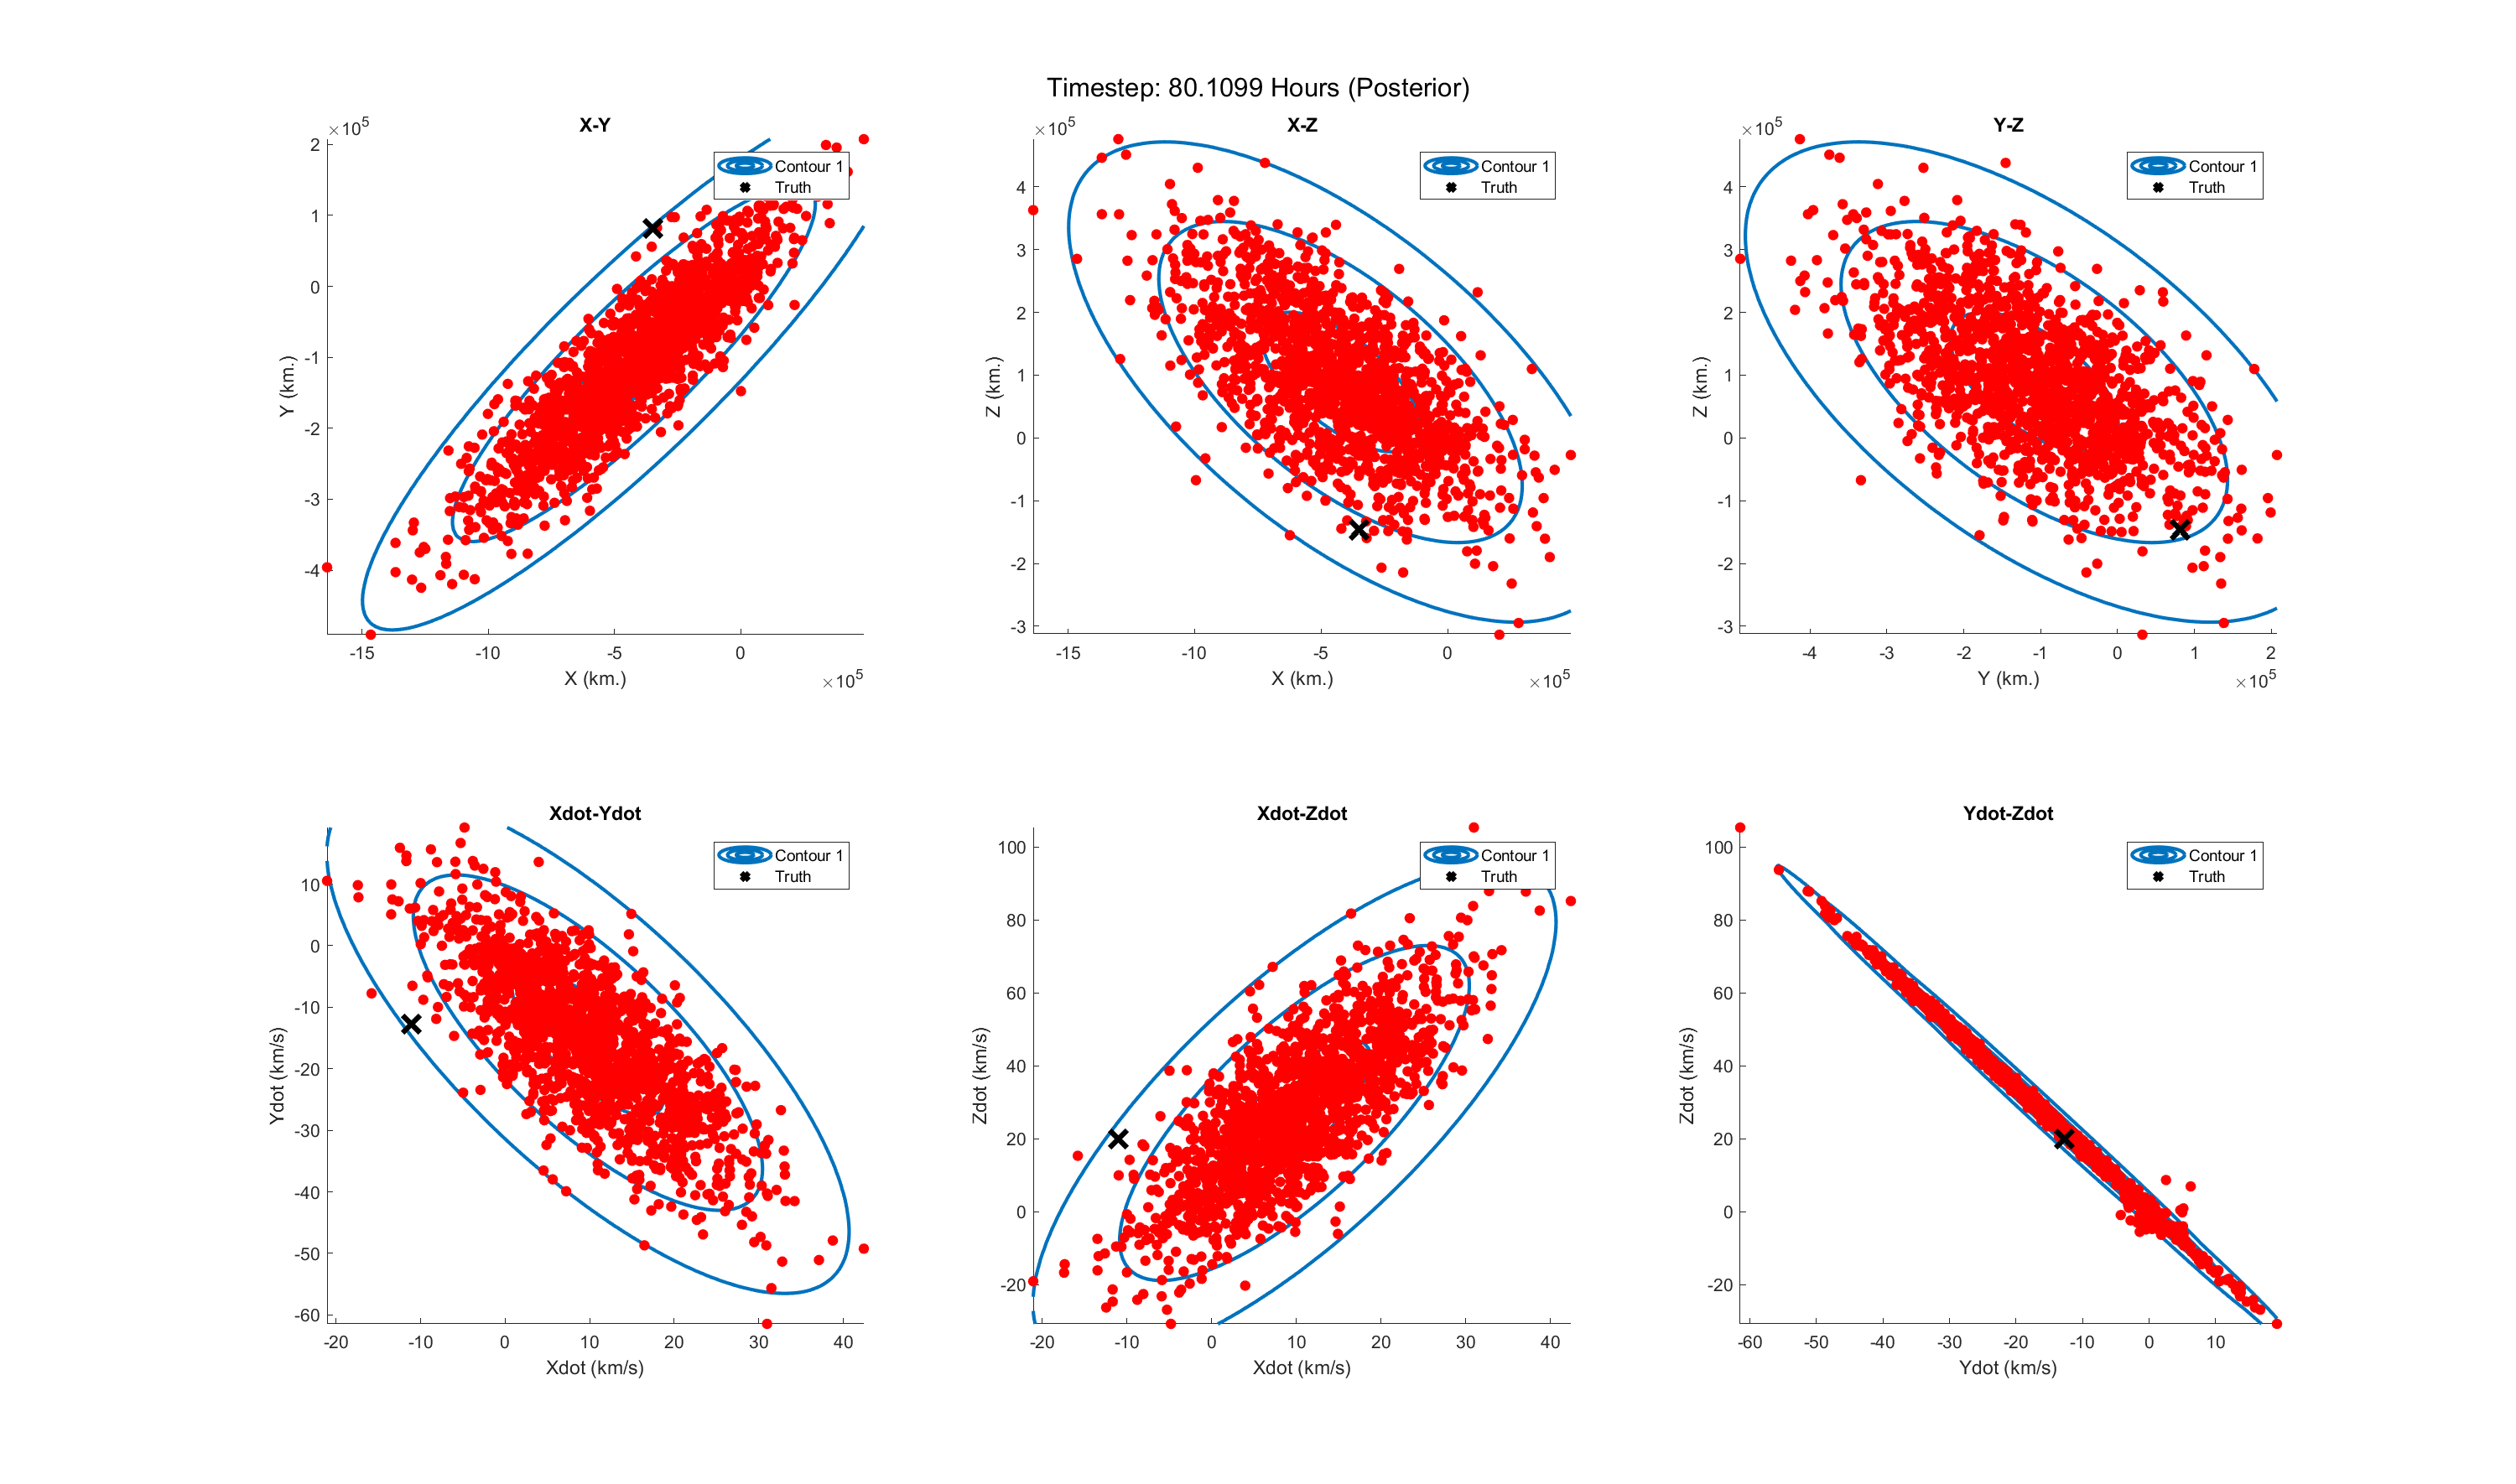 Timestep: 80.1099 Hours (Posterior)
X-Y
×10^5
2
1
0
-1
-2
-3
-4
Y (km.)
-15
-10
-5
0
X (km.)
×10^5
Contour 1
Truth
X-Z
×10^5
4
3
2
1
0
-1
-2
-3
Z (km.)
-15
-10
-5
0
X (km.)
×10^5
Contour 1
Truth
Y-Z
×10^5
4
3
2
1
0
-1
-2
-3
Z (km.)
-4
-3
-2
-1
0
1
2
Y (km.)
×10^5
Contour 1
Truth
Xdot-Ydot
10
0
-10
-20
-30
-40
-50
-60
Ydot (km/s)
-20
-10
0
10
20
30
40
Xdot (km/s)
Contour 1
Truth
Xdot-Zdot
100
80
60
40
20
0
-20
Zdot (km/s)
-20
-10
0
10
20
30
40
Xdot (km/s)
Contour 1
Truth
Ydot-Zdot
100
80
60
40
20
0
-20
Zdot (km/s)
-60
-50
-40
-30
-20
-10
0
10
Ydot (km/s)
Contour 1
Truth